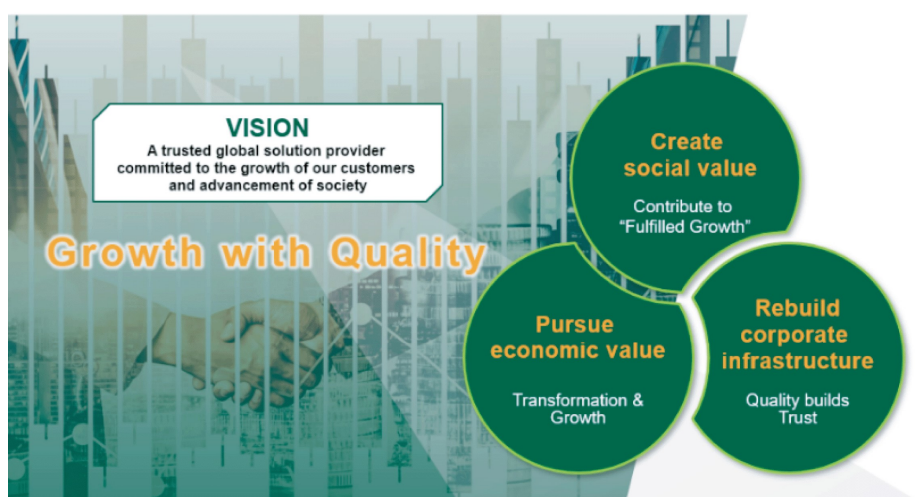 VISION
A trusted global solution provider
committed to the growth of our customers
and advancement of society
Growth with Quality
Create
social value
Contribute to
“Fulfilled Growth”
Pursue
economic value
Transformation &
Growth
Rebuild
corporate
infrastructure
Quality builds
Trust